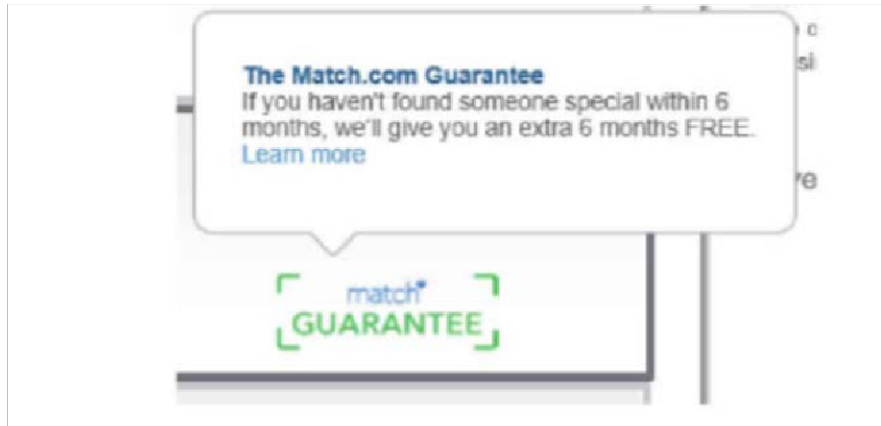 The Match.com Guarantee
If you haven't found someone special within 6
months, we'll give you an extra 6 months FREE.
Learn more
match
GUARANTEE